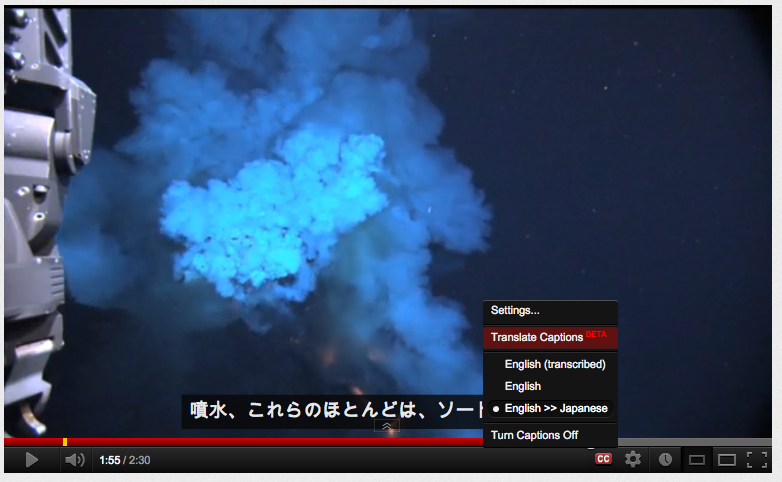 Settings...
Translate Captions BETA
English (transcribed)
English
English >> Japanese
Turn Captions Off
噴水、これらのほとんどは、ソート
1:55 / 2:30
CC